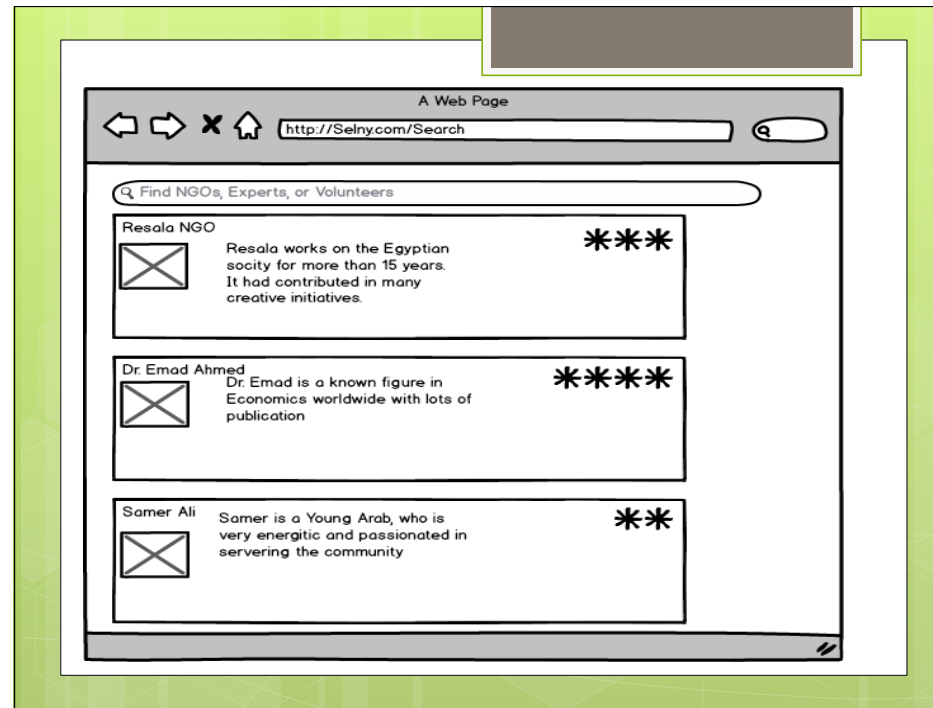 A Web Page
http://Selny.com/Search
Find NGOs, Experts, or Volunteers
Resala NGO
Resala works on the Egyptian
socity for more than 15 years.
It had contributed in many
creative initiatives.
Dr. Emad Ahmed
Dr. Emad is a known figure in
Economics worldwide with lots of
publication
Samer Ali
Samer is a Young Arab, who is
very energitic and passionated in
servering the community